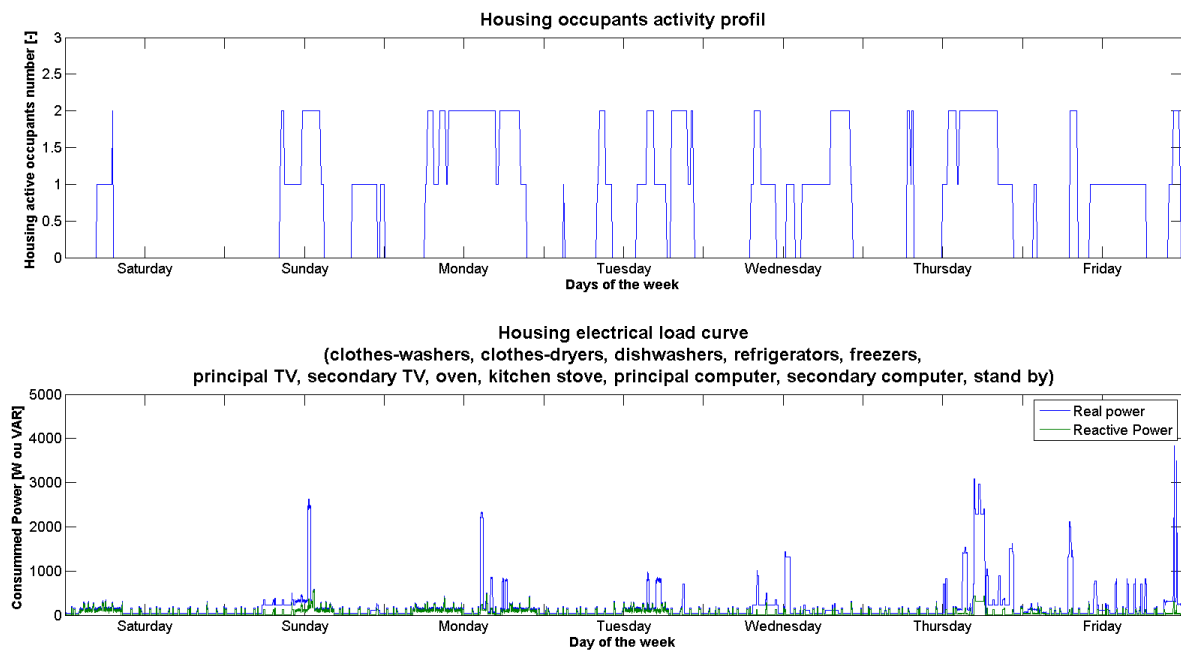 Housing occupants activity profil
Housing active occupants number [-]
3
2.5
2
1.5
1
0.5
0
Saturday Sunday Monday Tuesday Wednesday Thursday Friday
Days of the week
Housing electrical load curve
(clothes-washers, clothes-dryers, dishwashers, refrigerators, freezers,
principal TV, secondary TV, oven, kitchen stove, principal computer, secondary computer, stand by)
Consummed Power [W ou VAR]
5000
4000
3000
2000
1000
0
Real power
Reactive Power
Saturday Sunday Monday Tuesday Wednesday Thursday Friday
Day of the week